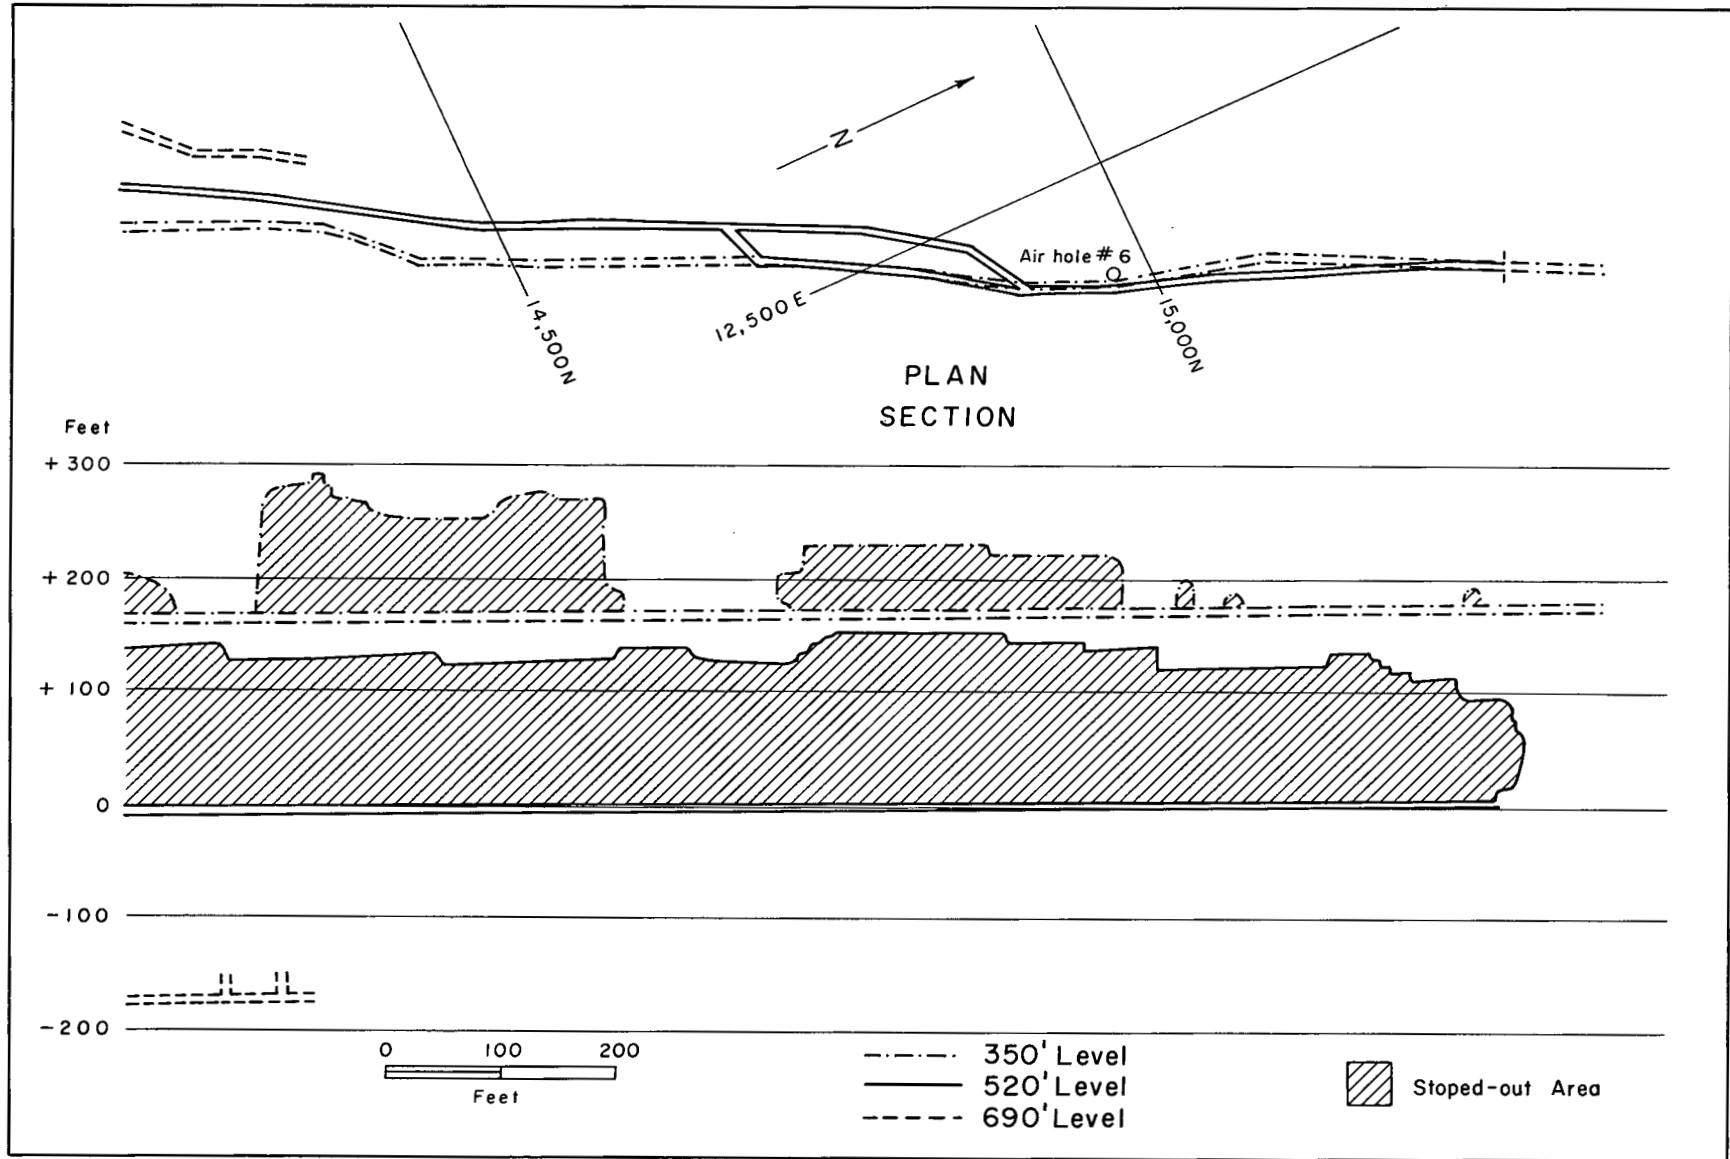 N
Air hole # 6
12,500 E
14,500N
15,000N
PLAN
SECTION
Feet
+ 300
+ 200
+ 100
0
-100
-200
0 100 200
Feet
350' Level
520' Level
690' Level
Stoped-out Area